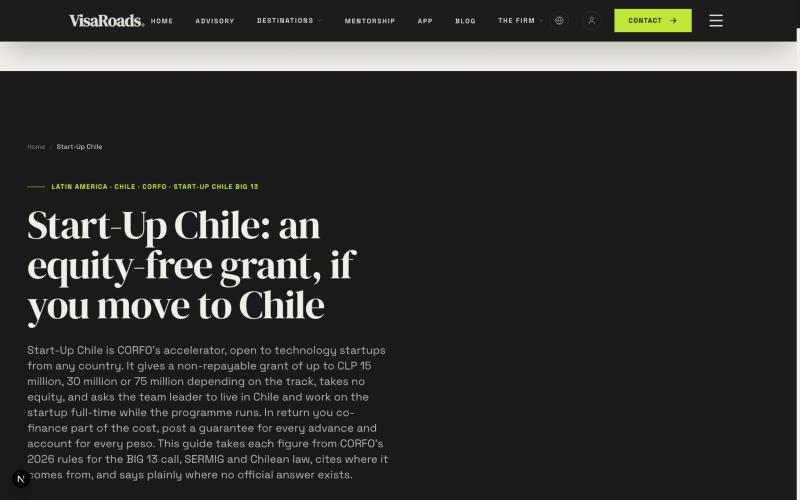 VisaRoads.
HOME
ADVISORY
DESTINATIONS
MENTORSHIP
APP
BLOG
THE FIRM
CONTACT →
Home / Start-Up Chile
LATIN AMERICA · CHILE · CORFO · START-UP CHILE BIG 13
Start-Up Chile: an
equity-free grant, if
you move to Chile
Start-Up Chile is CORFO's accelerator, open to technology startups
from any country. It gives a non-repayable grant of up to CLP 15
million, 30 million or 75 million depending on the track, takes no
equity, and asks the team leader to live in Chile and work on the
startup full-time while the programme runs. In return you co-
finance part of the cost, post a guarantee for every advance and
account for every peso. This guide takes each figure from CORFO's
2026 rules for the BIG 13 call, SERMIG and Chilean law, cites where it
comes from, and says plainly where no official answer exists.
N